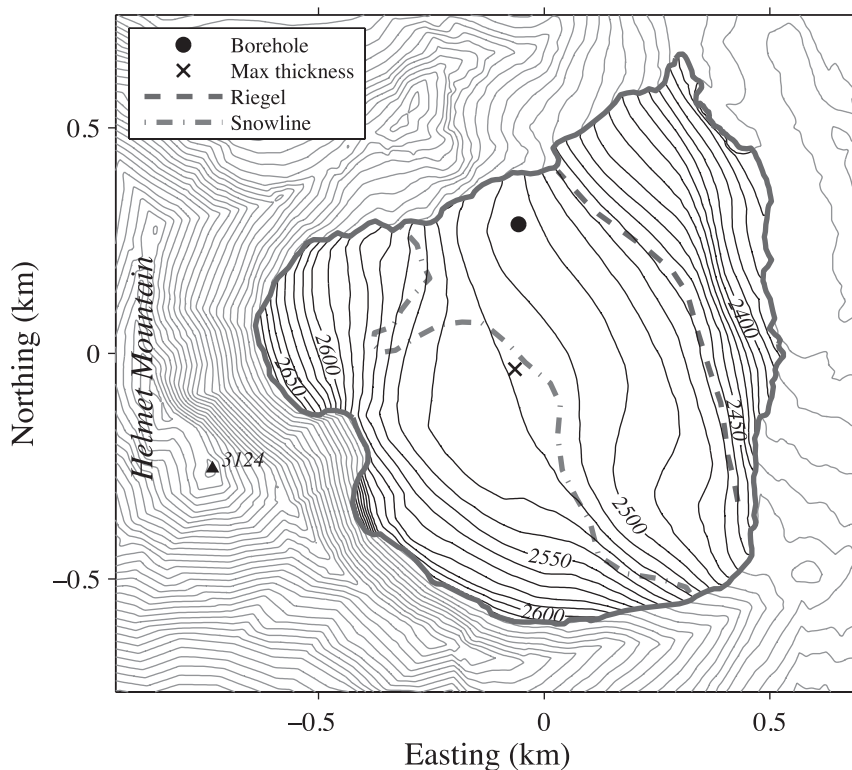 Borehole
Max thickness
Riegel
Snowline
0.5
0
–0.5
Northing (km)
Helmet Mountain
3124
2650
2600
2400
2450
2500
2550
2600
–0.5
0
0.5
Easting (km)